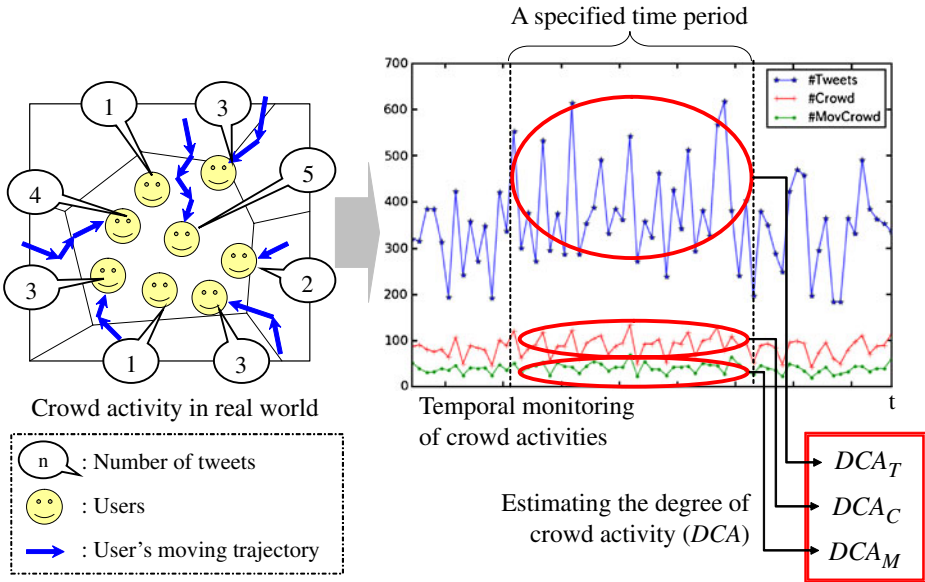 A specified time period
1
3
4
5
3
2
1
3
Crowd activity in real world
n : Number of tweets
: Users
: User's moving trajectory
700
600
500
400
300
200
100
0
#Tweets
#Crowd
#MovCrowd
t
Temporal monitoring
of crowd activities
Estimating the degree of
crowd activity (DCA)
DCA_T
DCA_C
DCA_M